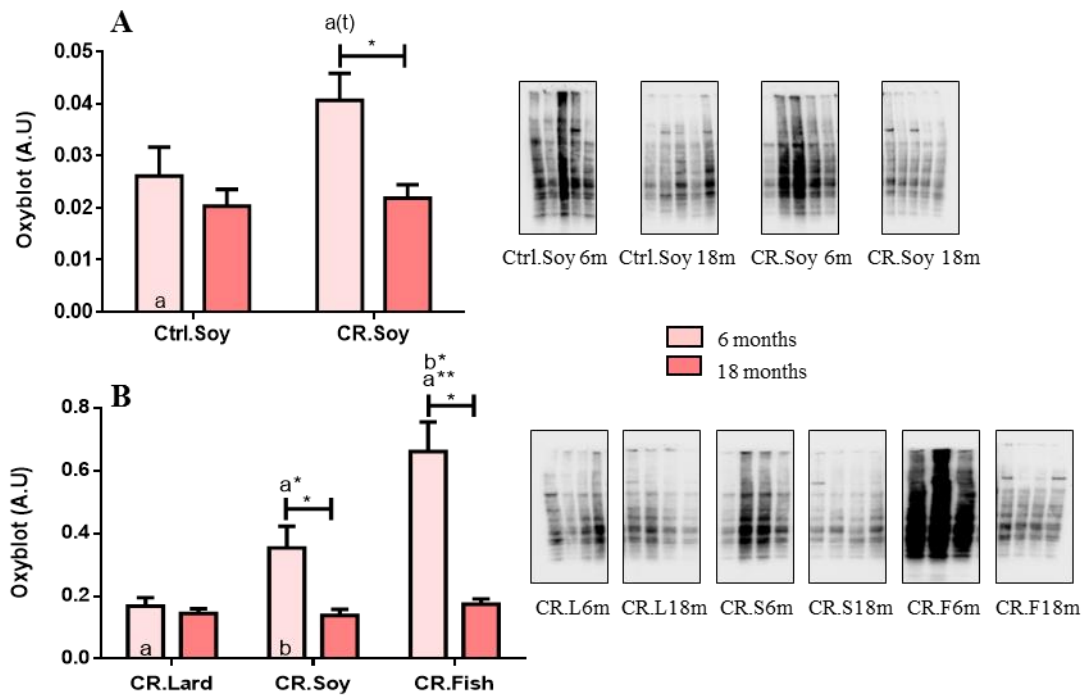 A
a(t)
*
0.05
0.04
0.03
0.02
0.01
0.00
Oxyblot (A.U)
a
Ctrl.Soy
CR.Soy
Ctrl.Soy 6m
Ctrl.Soy 18m
CR.Soy 6m
CR.Soy 18m
6 months
18 months
B
b*
a**
*
a*
*
0.8
0.6
0.4
0.2
0.0
Oxyblot (A.U)
a
b
CR.Lard
CR.Soy
CR.Fish
CR.L6m
CR.L18m
CR.S6m
CR.S18m
CR.F6m
CR.F18m